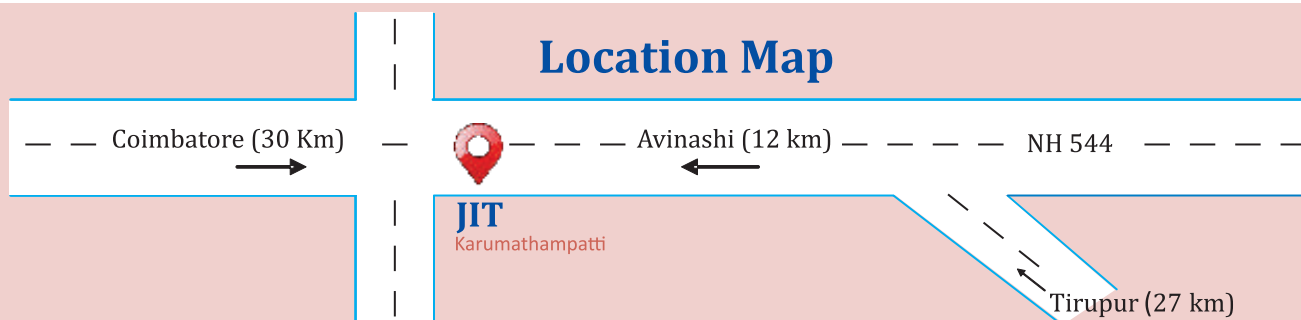 Location Map
Coimbatore (30 Km)
Avinashi (12 km)
NH 544
JIT
Karumathampatti
Tirupur (27 km)